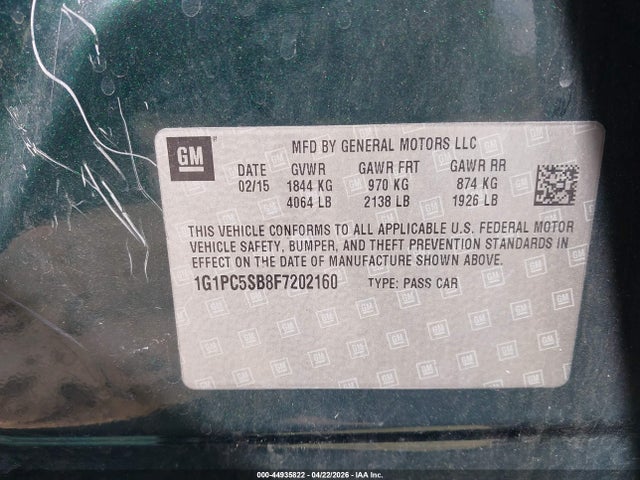 GM
MFD BY GENERAL MOTORS LLC
DATE GVWR GAWR FRT GAWR RR
02/15 1844 KG 970 KG 874 KG
4064 LB 2138 LB 1926 LB
THIS VEHICLE CONFORMS TO ALL APPLICABLE U.S. FEDERAL MOTOR
VEHICLE SAFETY, BUMPER, AND THEFT PREVENTION STANDARDS IN
EFFECT ON THE DATE OF MANUFACTURE SHOWN ABOVE.
1G1PC5SB8F7202160 TYPE: PASS CAR
000-44935822 - 04/22/2026 - IAA Inc.